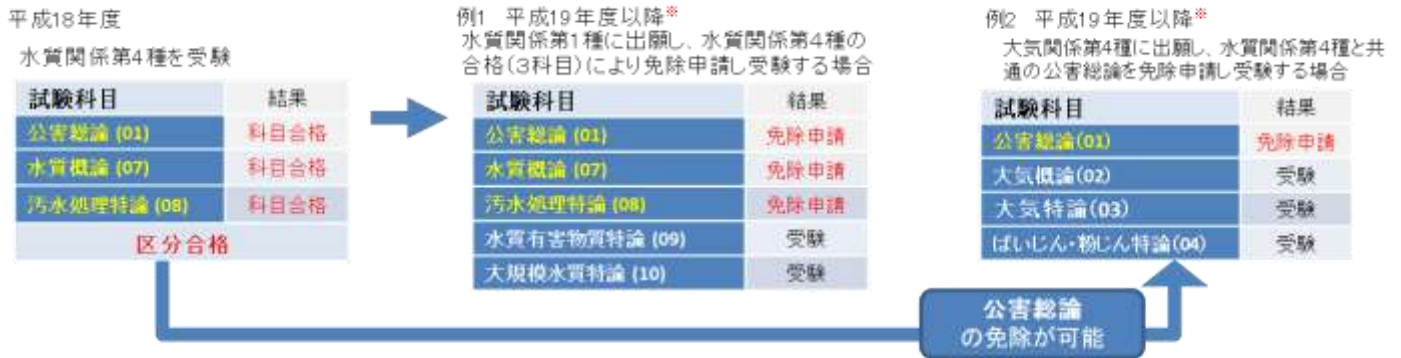 平成18年度
水質関係第4種を受験
試験科目 結果
公害総論 (01) 科目合格
水質概論 (07) 科目合格
汚水処理特論 (08) 科目合格
区分合格
例1 平成19年度以降※
水質関係第1種に出願し、水質関係第4種の
合格(3科目)により免除申請し受験する場合
試験科目 結果
公害総論 (01) 免除申請
水質概論 (07) 免除申請
汚水処理特論 (08) 免除申請
水質有害物質特論 (09) 受験
大規模水質特論 (10) 受験
例2 平成19年度以降※
大気関係第4種に出願し、水質関係第4種と共
通の公害総論を免除申請し受験する場合
試験科目 結果
公害総論(01) 免除申請
大気概論(02) 受験
大気特論(03) 受験
ばいじん・粉じん特論(04) 受験
公害総論
の免除が可能